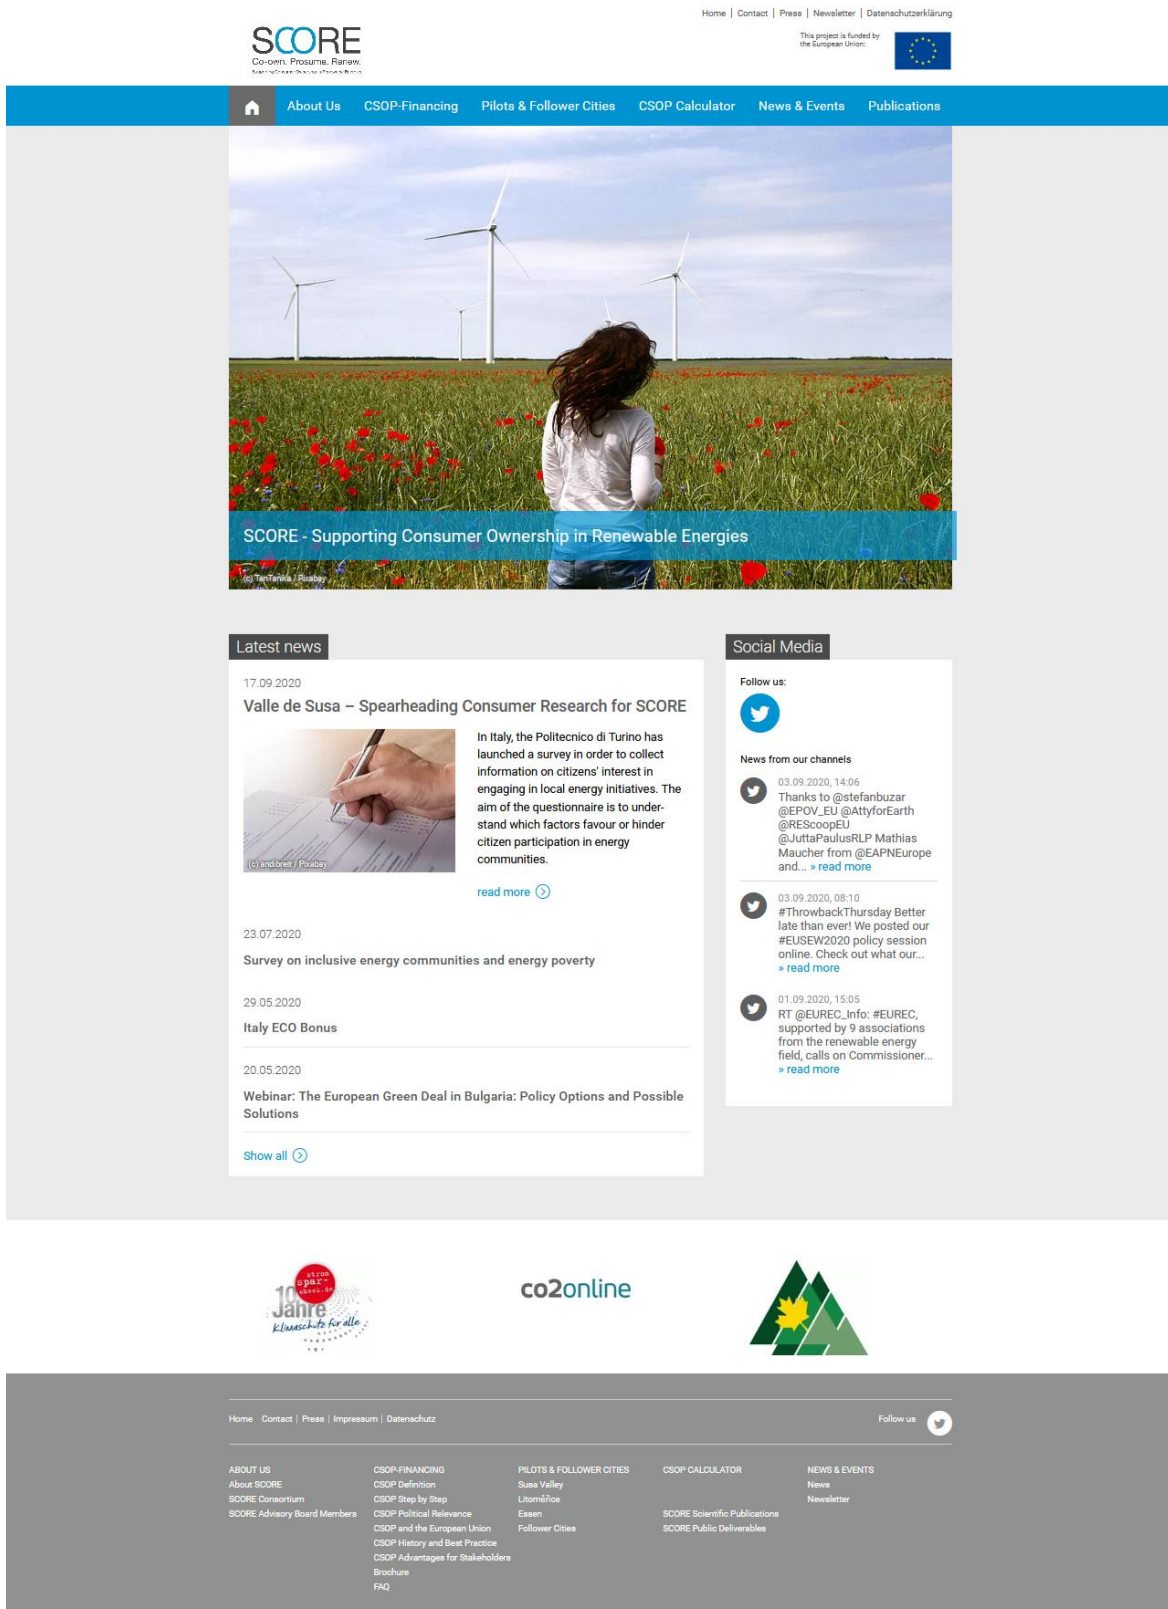 Home | Contact | Press | Newsletter | Datenschutzerklärung
This project is funded by
the European Union:
SCORE
Co-own. Prosume. Renew.
Supporting Consumer Ownership in Renewable Energies
About Us CSOP-Financing Pilots & Follower Cities CSOP Calculator News & Events Publications
SCORE - Supporting Consumer Ownership in Renewable Energies
(c) TanTanika / Pixabay
Latest news
17.09.2020
Valle de Susa – Spearheading Consumer Research for SCORE
In Italy, the Politecnico di Turino has
launched a survey in order to collect
information on citizens' interest in
engaging in local energy initiatives. The
aim of the questionnaire is to under-
stand which factors favour or hinder
citizen participation in energy
communities.
(c) andibreit / Pixabay
read more
23.07.2020
Survey on inclusive energy communities and energy poverty
29.05.2020
Italy ECO Bonus
20.05.2020
Webinar: The European Green Deal in Bulgaria: Policy Options and Possible
Solutions
Show all
Social Media
Follow us:
News from our channels
03.09.2020, 14:06
Thanks to @stefanbuzar
@EPOV_EU @AttyforEarth
@REScoopEU
@JuttaPaulusRLP Mathias
Maucher from @EAPNEurope
and... » read more
03.09.2020, 08:10
#ThrowbackThursday Better
late than ever! We posted our
#EUSEW2020 policy session
online. Check out what our...
» read more
01.09.2020, 15:05
RT @EUREC_Info: #EUREC,
supported by 9 associations
from the renewable energy
field, calls on Commissioner...
» read more
strom
spar-
check.de
10
Jahre
Klimaschutz für alle
co2online
Home Contact | Press | Impressum | Datenschutz
Follow us
ABOUT US
About SCORE
SCORE Consortium
SCORE Advisory Board Members
CSOP-FINANCING
CSOP Definition
CSOP Step by Step
CSOP Political Relevance
CSOP and the European Union
CSOP History and Best Practice
CSOP Advantages for Stakeholders
Brochure
FAQ
PILOTS & FOLLOWER CITIES
Susa Valley
Litoměřice
Essen
Follower Cities
CSOP CALCULATOR
SCORE Scientific Publications
SCORE Public Deliverables
NEWS & EVENTS
News
Newsletter